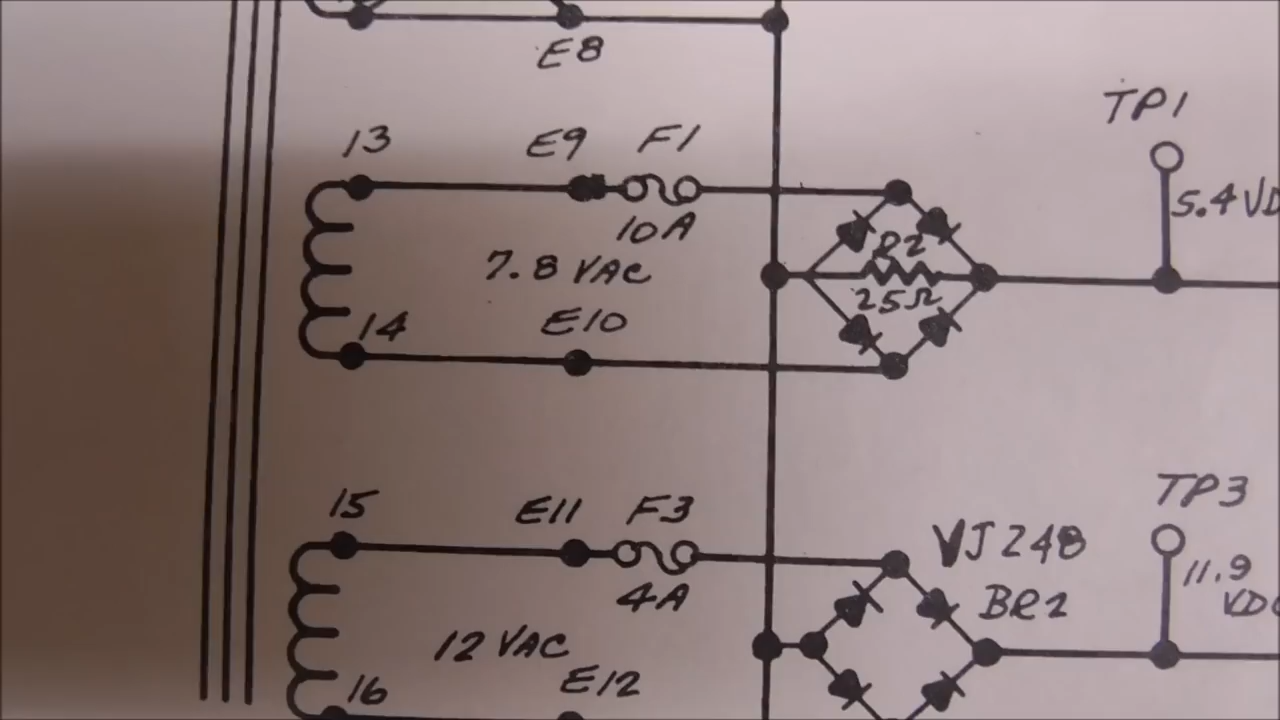 E8
TP1
13
E9
F1
10A
5.4 VD
R2
7.8 VAC
25Ω
14
E10
15
E11
F3
TP3
4A
VJ248
BR2
11.9
VDC
12 VAC
16
E12